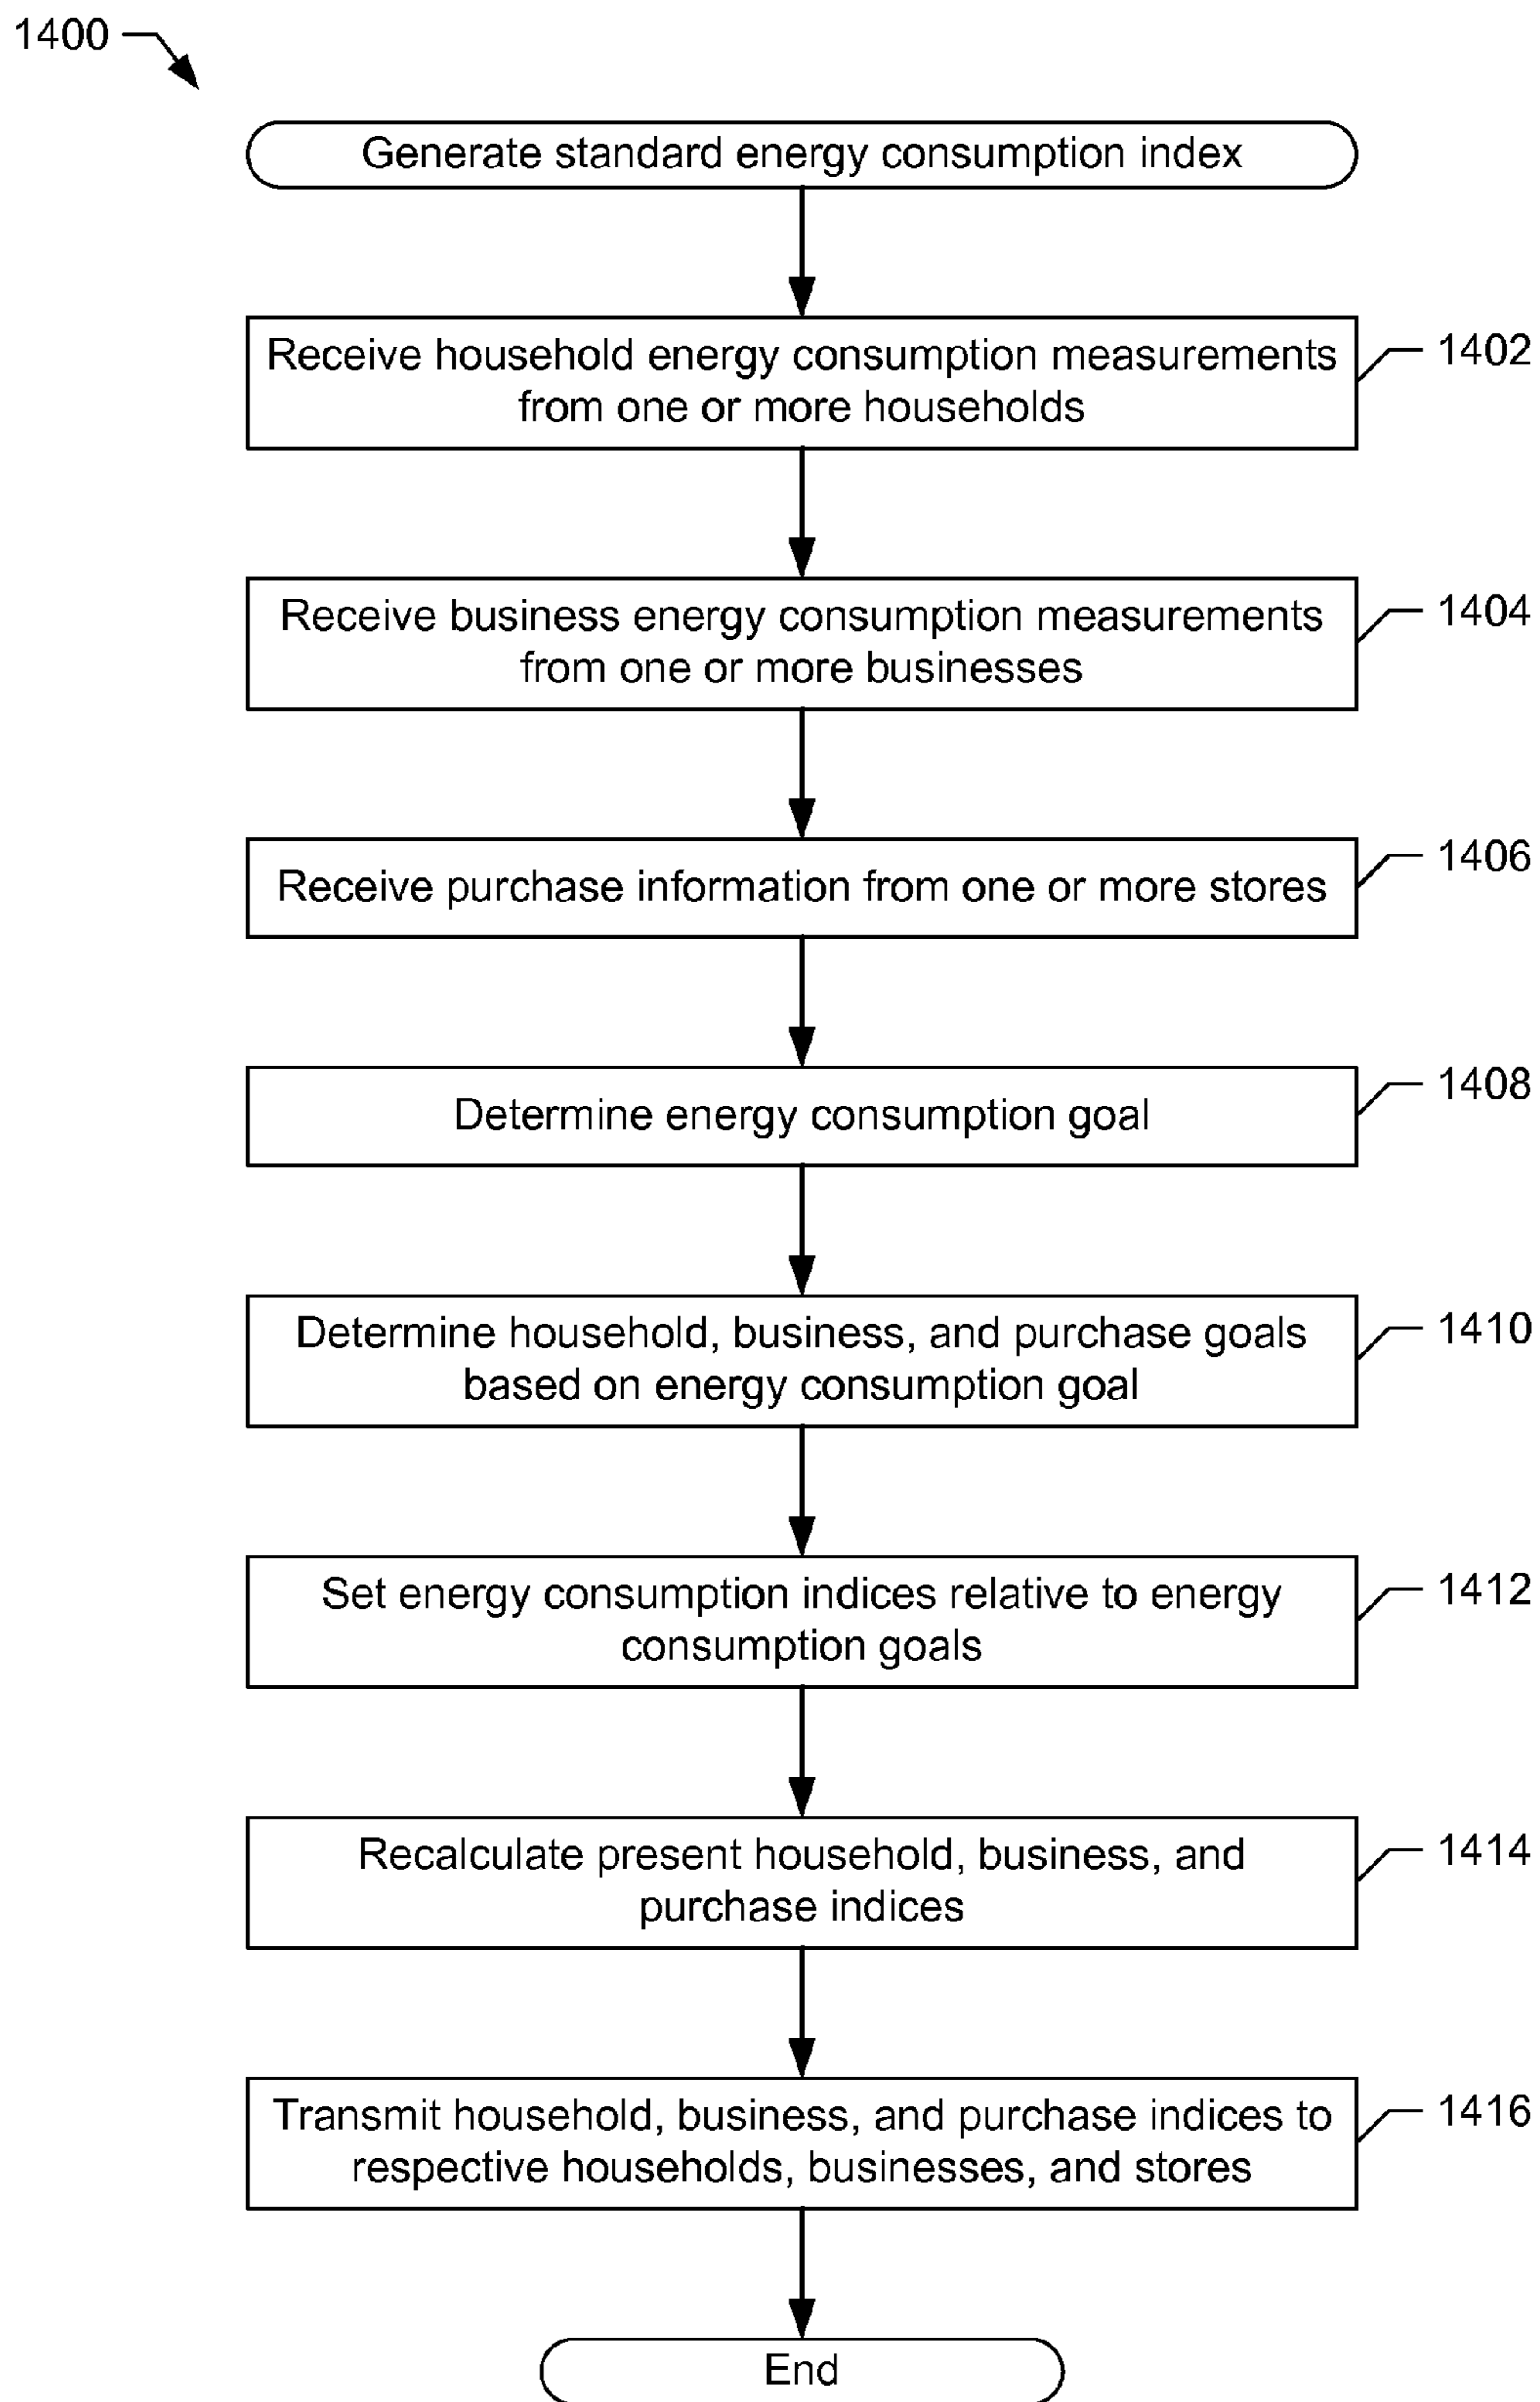 1400
Generate standard energy consumption index
Receive household energy consumption measurements
from one or more households
1402
Receive business energy consumption measurements
from one or more businesses
1404
Receive purchase information from one or more stores
1406
Determine energy consumption goal
1408
Determine household, business, and purchase goals
based on energy consumption goal
1410
Set energy consumption indices relative to energy
consumption goals
1412
Recalculate present household, business, and
purchase indices
1414
Transmit household, business, and purchase indices to
respective households, businesses, and stores
1416
End